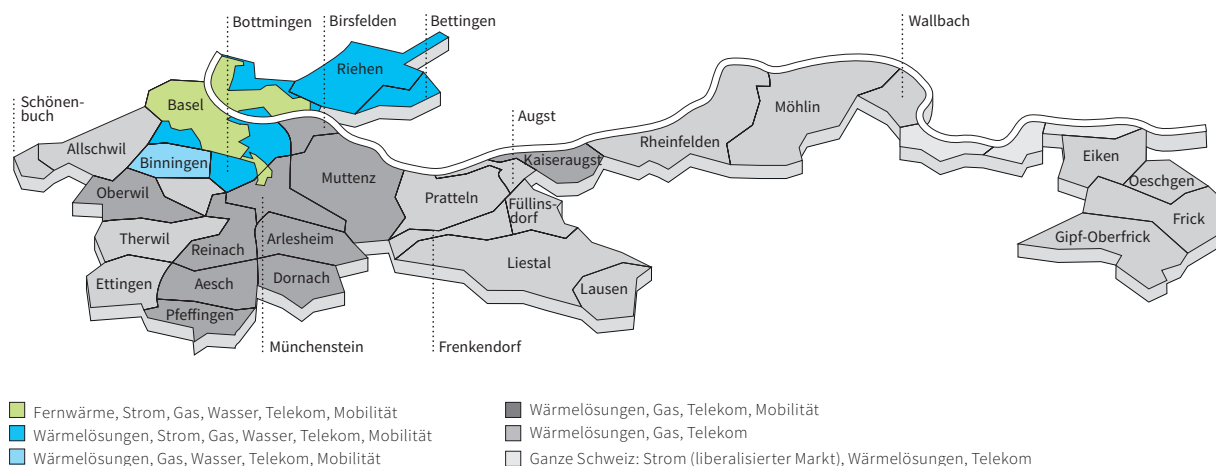 Bottmingen
Birsfelden
Bettingen
Wallbach
Riehen
Schönen-
buch
Basel
Möhlin
Augst
Allschwil
Rheinfelden
Binningen
Kaiseraugst
Eiken
Muttenz
Oeschgen
Oberwil
Pratteln
Füllins-
dorf
Frick
Therwil
Reinach
Arlesheim
Gipf-Oberfrick
Liestal
Ettingen
Aesch
Dornach
Lausen
Pfeffingen
Münchenstein
Frenkendorf
Fernwärme, Strom, Gas, Wasser, Telekom, Mobilität
Wärmelösungen, Strom, Gas, Wasser, Telekom, Mobilität
Wärmelösungen, Gas, Wasser, Telekom, Mobilität
Wärmelösungen, Gas, Telekom, Mobilität
Wärmelösungen, Gas, Telekom
Ganze Schweiz: Strom (liberalisierter Markt), Wärmelösungen, Telekom